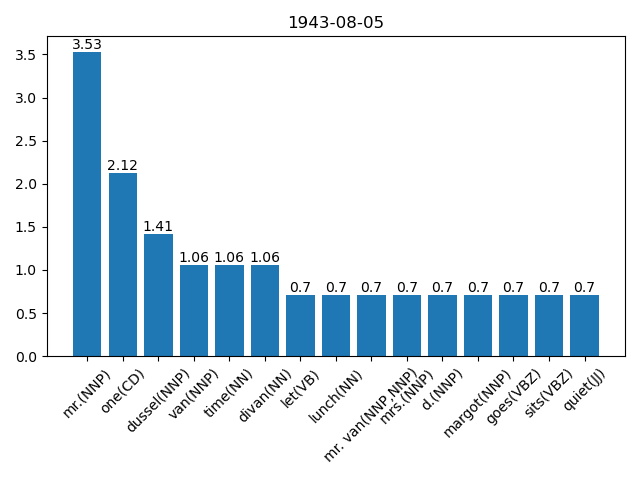 1943-08-05
3.53
2.12
1.41
1.06
1.06
1.06
0.7
0.7
0.7
0.7
0.7
0.7
0.7
0.7
0.7
3.5
3.0
2.5
2.0
1.5
1.0
0.5
0.0
mr.(NNP)
one(CD)
dussel(NNP)
van(NNP)
time(NN)
divan(NN)
let(VB)
lunch(NN)
mr. van(NNP,NNP)
mrs.(NNP)
d.(NNP)
margot(NNP)
goes(VBZ)
sits(VBZ)
quiet(JJ)